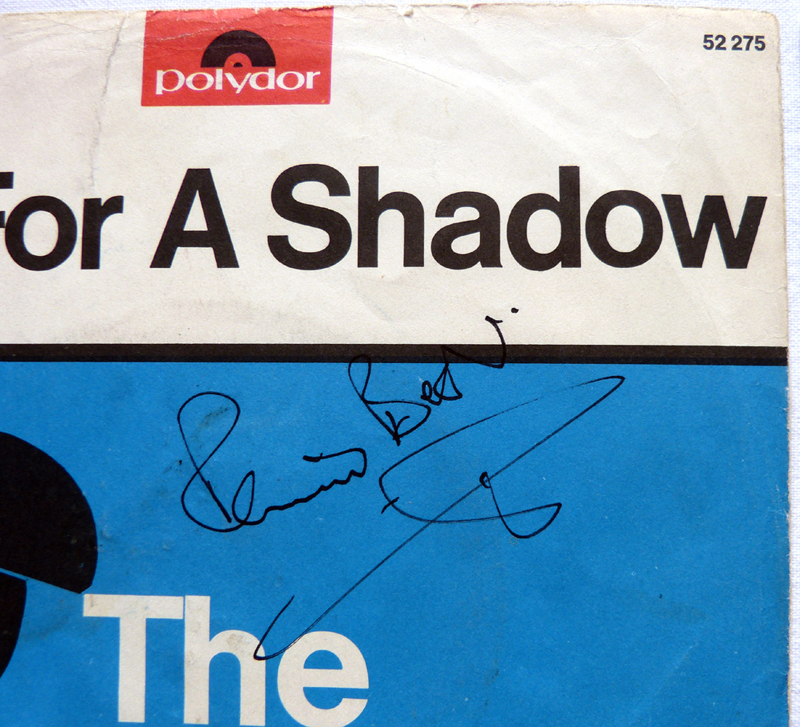 polydor
52 275
For A Shadow
The